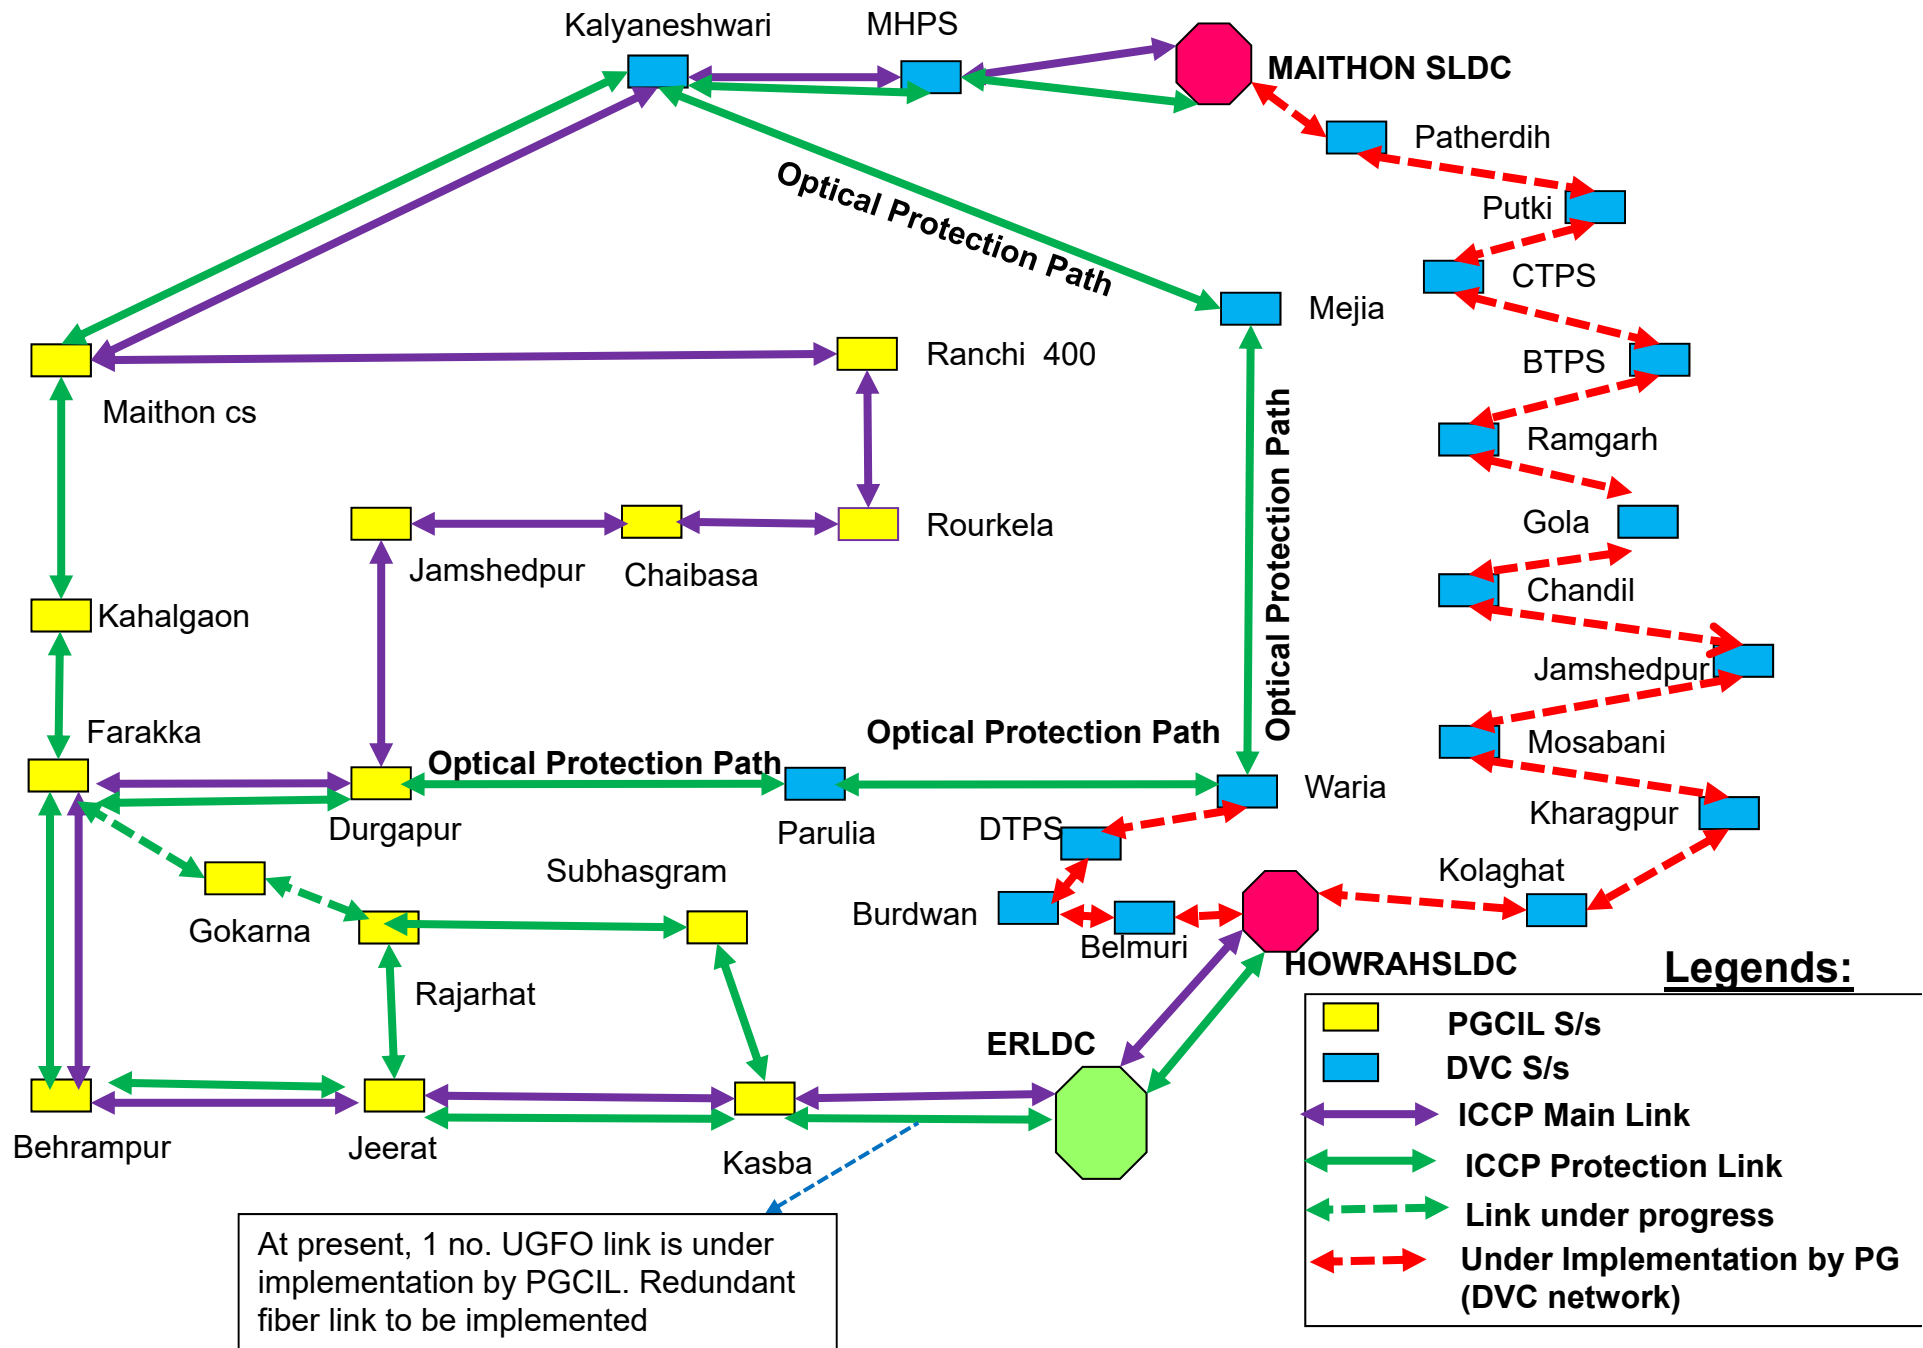 Kalyaneshwari
MHPS
MAITHON SLDC
Patherdih
Optical Protection Path
Putki
CTPS
Mejia
Ranchi  400
BTPS
Maithon cs
Optical Protection Path
Ramgarh
Rourkela
Gola
Jamshedpur
Chaibasa
Chandil
Kahalgaon
Jamshedpur
Farakka
Optical Protection Path
Mosabani
Optical Protection Path
Waria
Durgapur
Parulia
DTPS
Kharagpur
Subhasgram
Kolaghat
Burdwan
Gokarna
Belmuri
HOWRAHSLDC
Rajarhat
ERLDC
Behrampur
Jeerat
Kasba
Legends:
PGCIL S/s
DVC S/s
ICCP Main Link
ICCP Protection Link
Link under progress
Under Implementation by PG
(DVC network)
At present, 1 no. UGFO link is under
implementation by PGCIL. Redundant
fiber link to be implemented